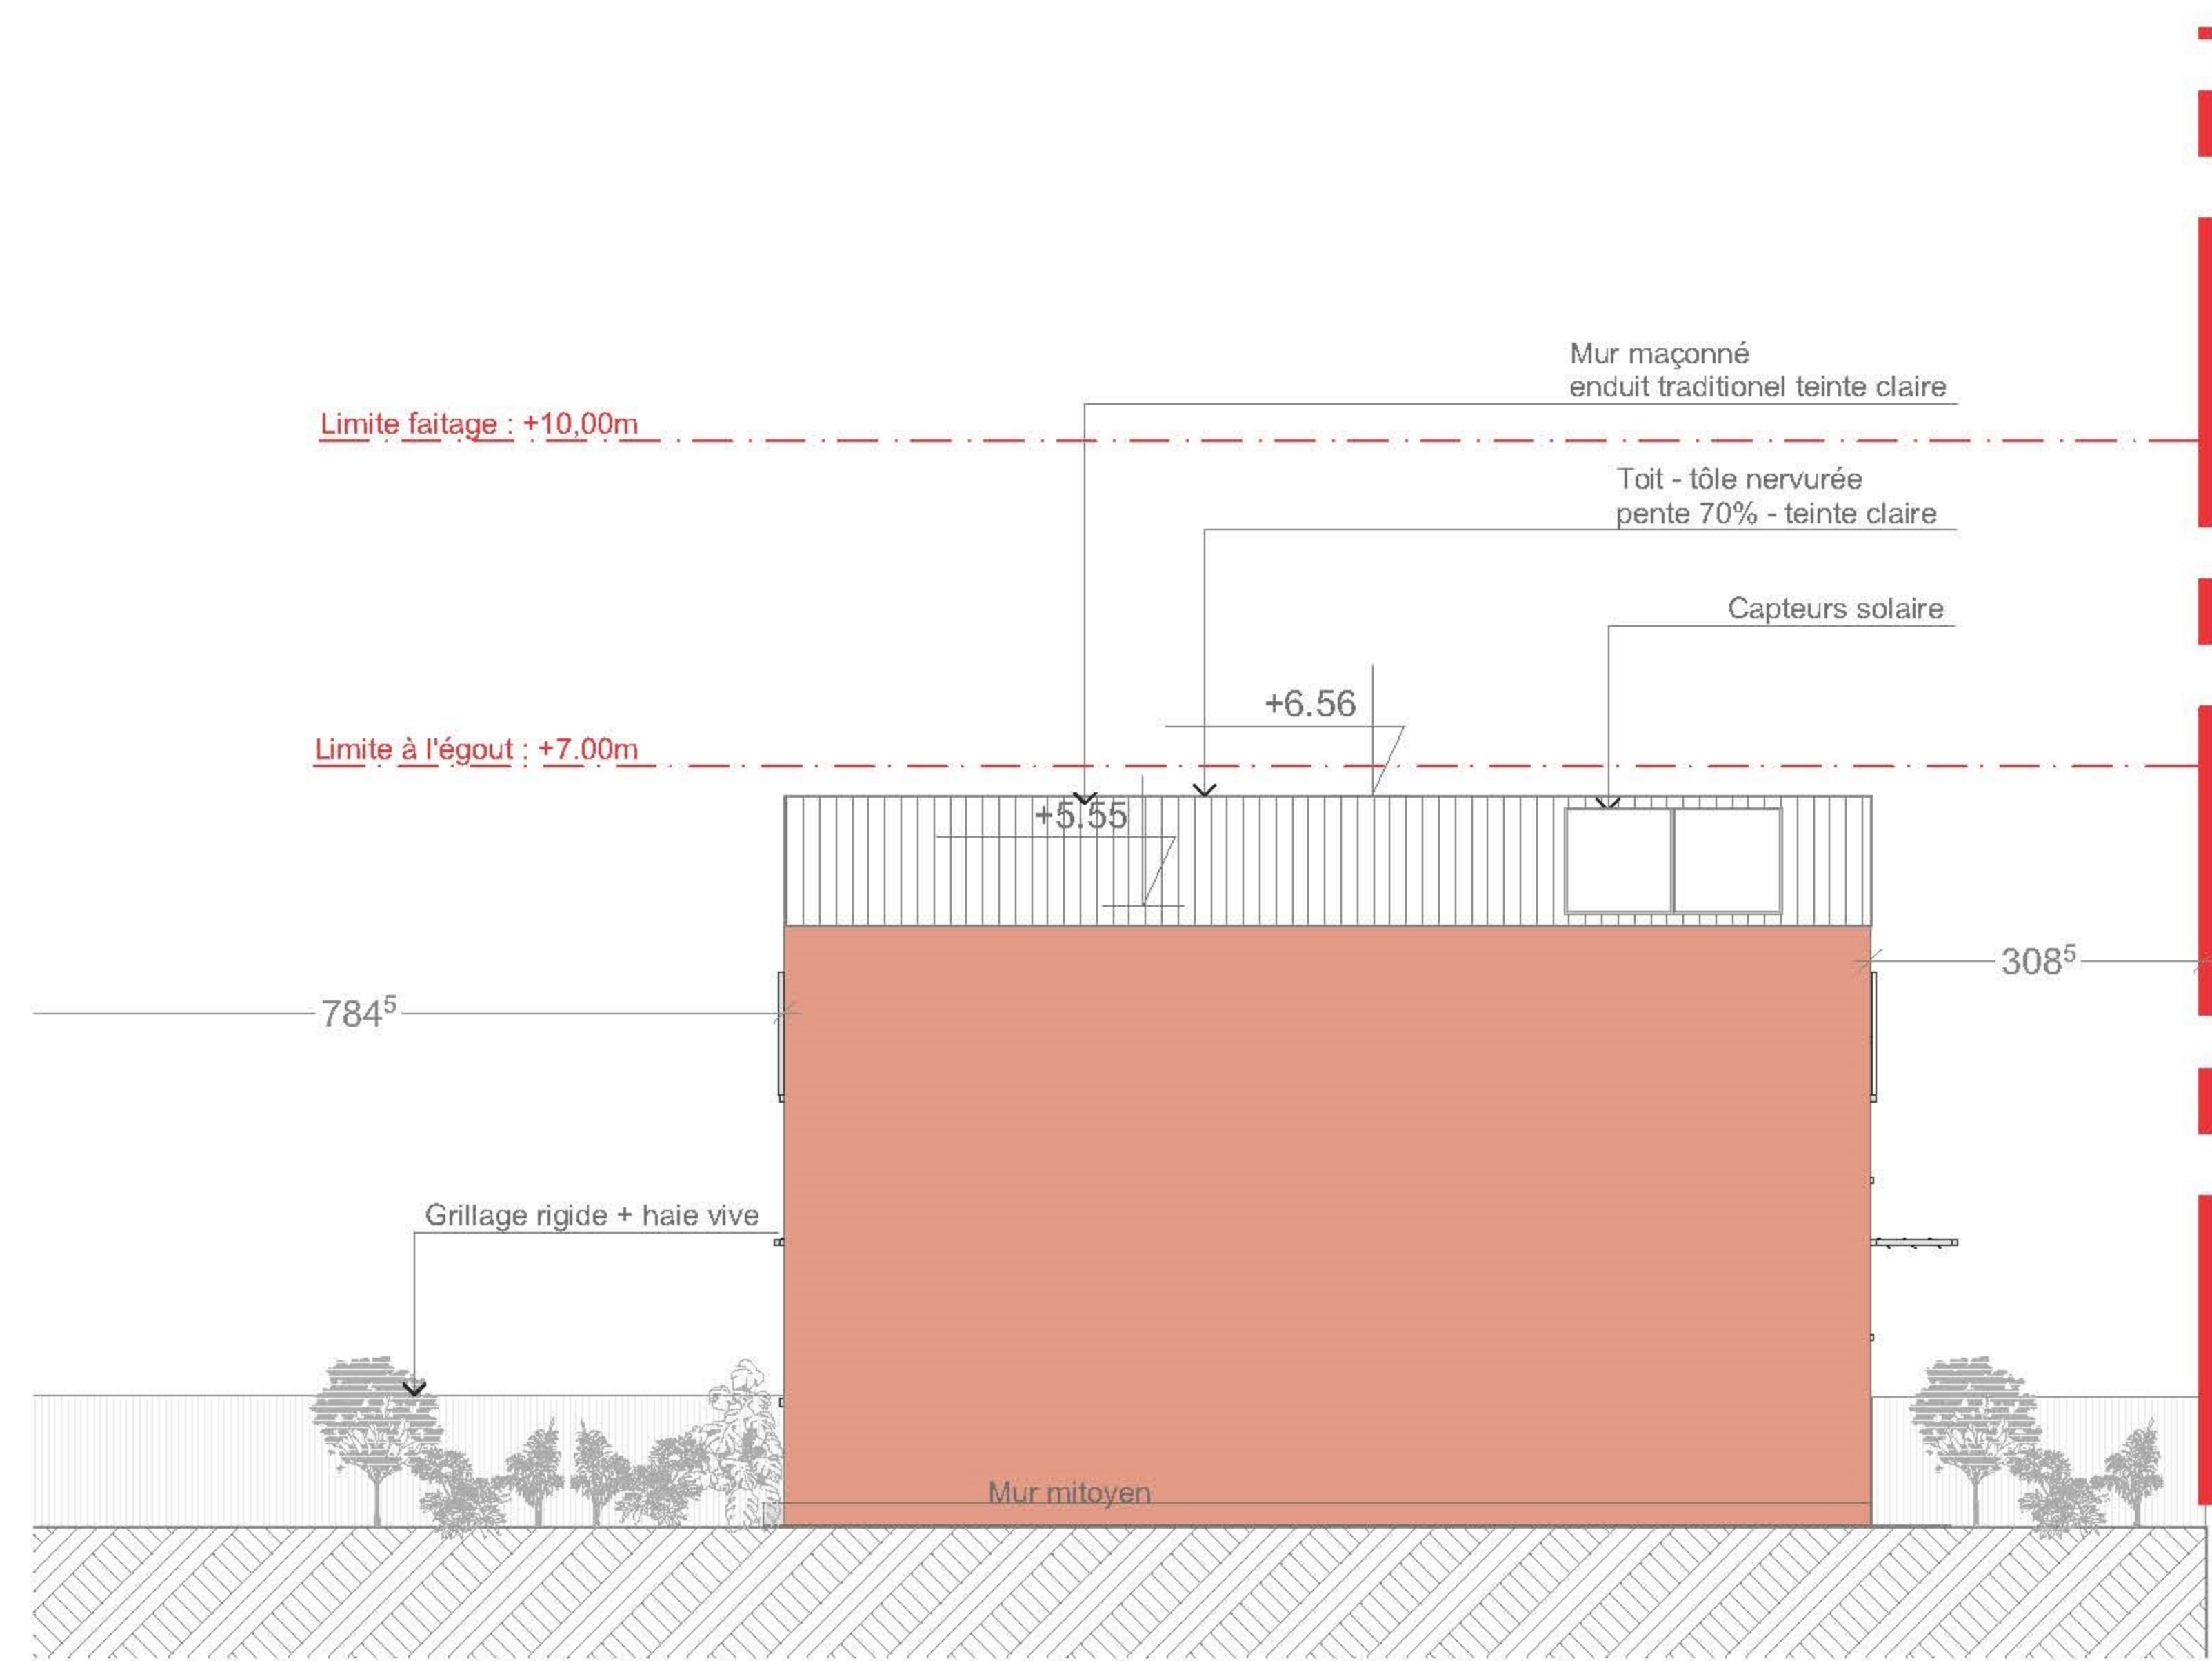 Mur maçonné
enduit traditionel teinte claire
Limite faitage : +10,00m
Toit - tôle nervurée
pente 70% - teinte claire
Capteurs solaire
+6.56
Limite à l'égout : +7.00m
+5.55
308⁵
784⁵
Grillage rigide + haie vive
Mur mitoyen